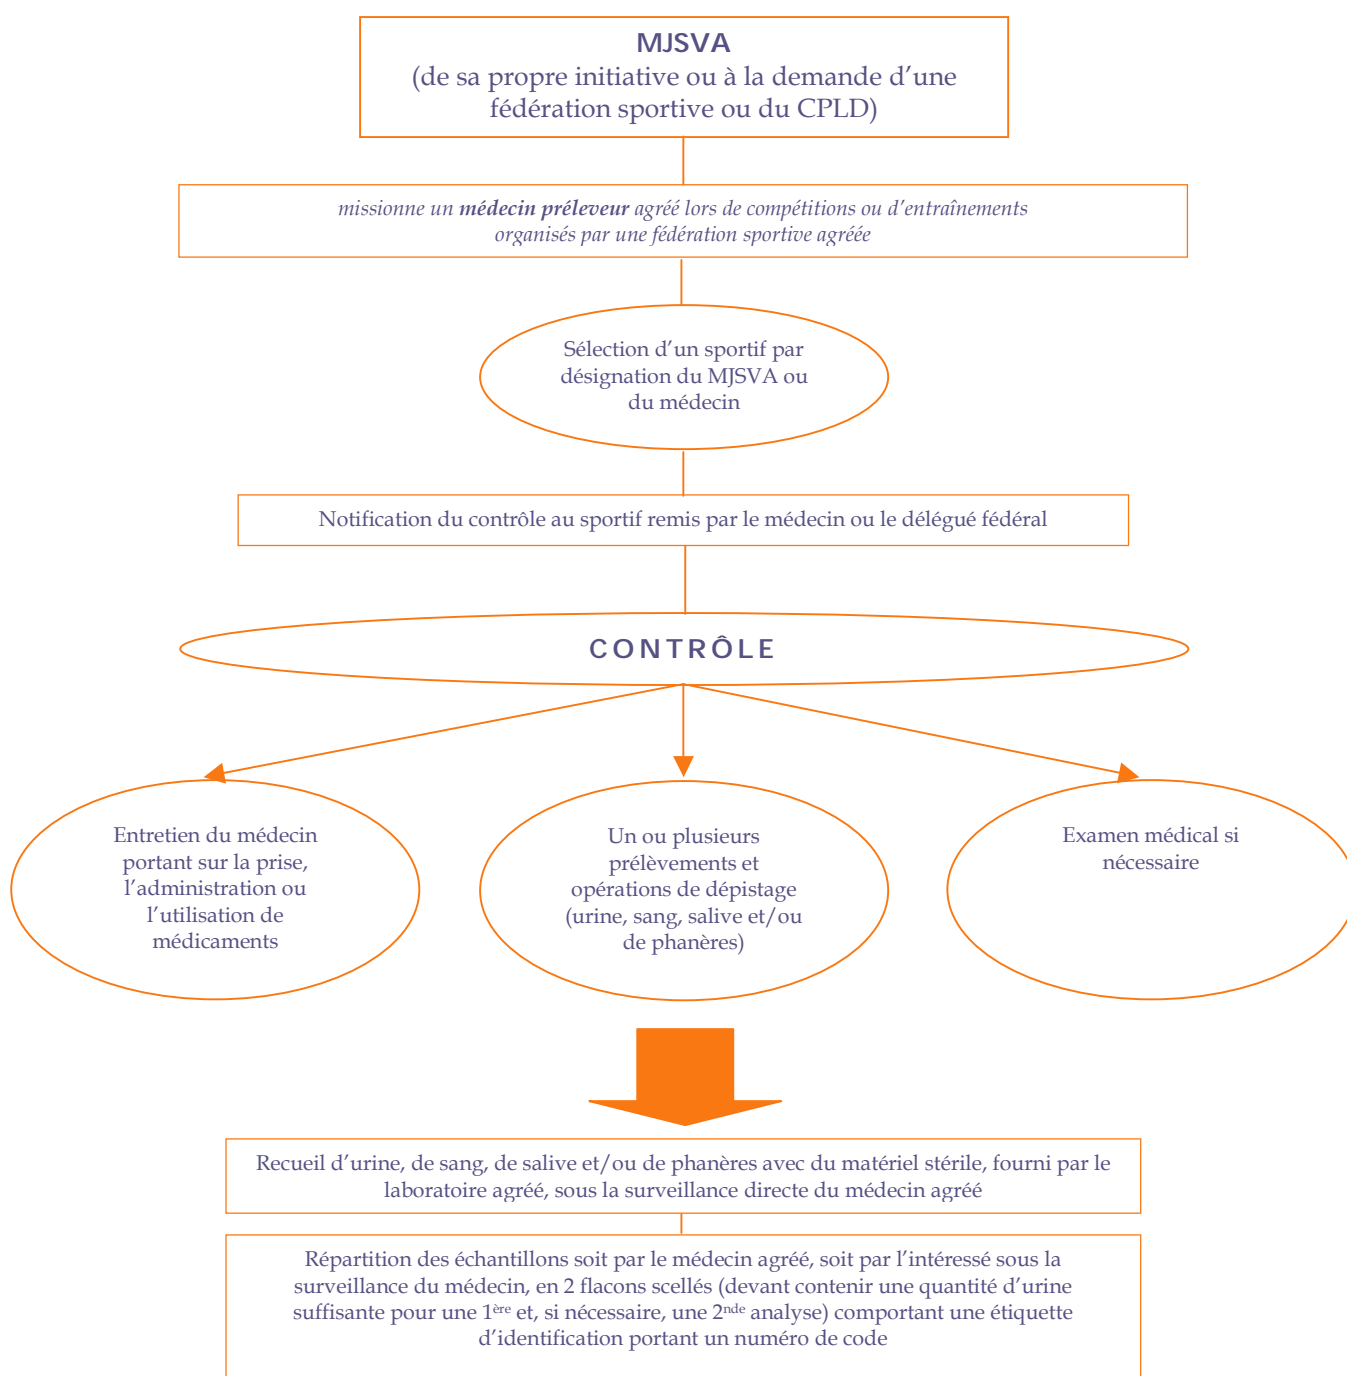 MJSVA
(de sa propre initiative ou à la demande d’une
fédération sportive ou du CPLD)
missionne un médecin préleveur agréé lors de compétitions ou d'entraînements
organisés par une fédération sportive agréée
Sélection d’un sportif par
désignation du MJSVA ou
du médecin
Notification du contrôle au sportif remis par le médecin ou le délégué fédéral
CONTRÔLE
Entretien du médecin
portant sur la prise,
l’administration ou
l’utilisation de
médicaments
Un ou plusieurs
prélèvements et
opérations de dépistage
(urine, sang, salive et/ou
de phanères)
Examen médical si
nécessaire
Recueil d’urine, de sang, de salive et/ou de phanères avec du matériel stérile, fourni par le
laboratoire agréé, sous la surveillance directe du médecin agréé
Répartition des échantillons soit par le médecin agréé, soit par l’intéressé sous la
surveillance du médecin, en 2 flacons scellés (devant contenir une quantité d’urine
suffisante pour une 1ère et, si nécessaire, une 2nde analyse) comportant une étiquette
d’identification portant un numéro de code